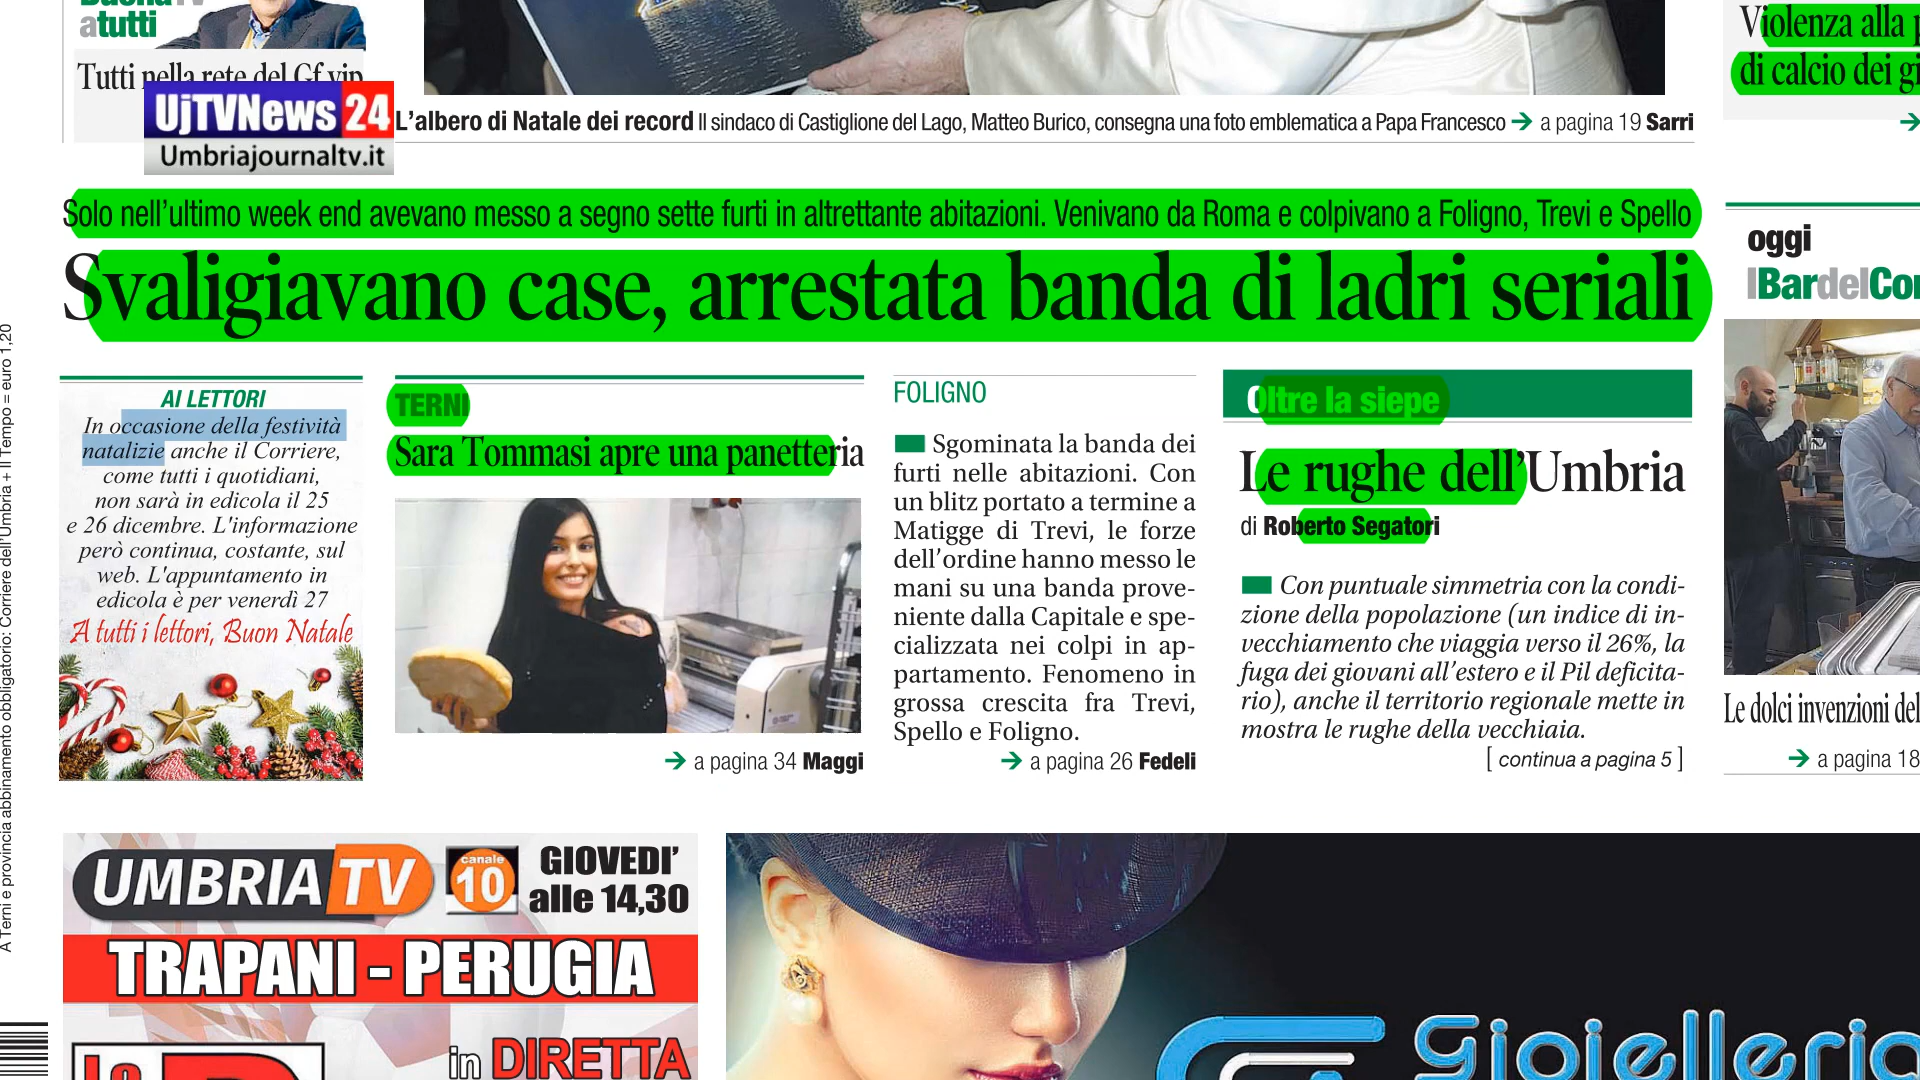 atutti
Tutti nella rete del Gf vip
UjTVNews 24
Umbriajournaltv.it
L'albero di Natale dei record Il sindaco di Castiglione del Lago, Matteo Burico, consegna una foto emblematica a Papa Francesco → a pagina 19 Sarri
Violenza alla
di calcio dei
Solo nell'ultimo week end avevano messo a segno sette furti in altrettante abitazioni. Venivano da Roma e colpivano a Foligno, Trevi e Spello
Svaligiavano case, arrestata banda di ladri seriali
A Terni e provincia abbinamento obbligatorio: Corriere dell'Umbria + Il Tempo = euro 1,20
AI LETTORI
In occasione della festività
natalizie anche il Corriere,
come tutti i quotidiani,
non sarà in edicola il 25
e 26 dicembre. L'informazione
però continua, costante, sul
web. L'appuntamento in
edicola è per venerdì 27
A tutti i lettori, Buon Natale
TERNI
Sara Tommasi apre una panetteria
→ a pagina 34 Maggi
FOLIGNO
Sgominata la banda dei
furti nelle abitazioni. Con
un blitz portato a termine a
Matigge di Trevi, le forze
dell'ordine hanno messo le
mani su una banda prove-
niente dalla Capitale e spe-
cializzata nei colpi in ap-
partamento. Fenomeno in
grossa crescita fra Trevi,
Spello e Foligno.
→ a pagina 26 Fedeli
Oltre la siepe
Le rughe dell'Umbria
di Roberto Segatori
Con puntuale simmetria con la condi-
zione della popolazione (un indice di in-
vecchiamento che viaggia verso il 26%, la
fuga dei giovani all'estero e il Pil deficita-
rio), anche il territorio regionale mette in
mostra le rughe della vecchiaia.
[ continua a pagina 5 ]
oggi
lBardelCor
Le dolci invenzioni del
→ a pagina 18
UMBRIA TV
canale
10
GIOVEDI'
alle 14,30
TRAPANI - PERUGIA
in DIRETTA
Gioielleria